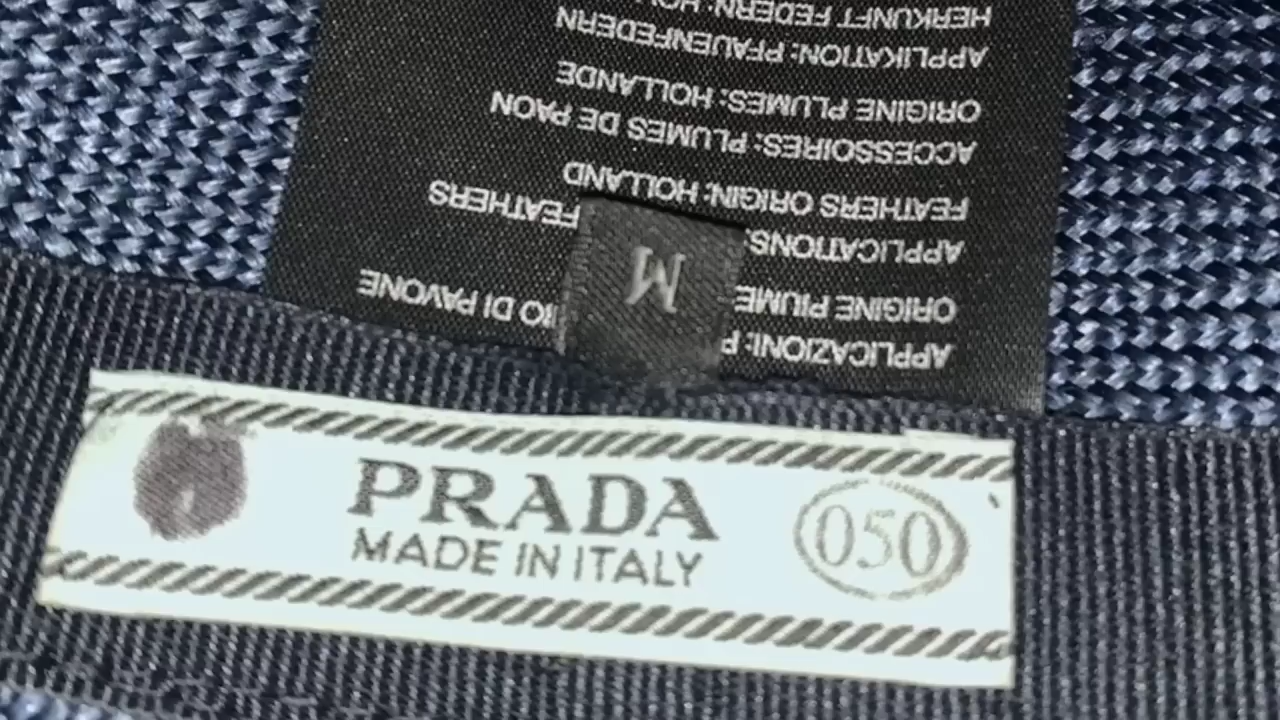 APPLICAZIONI: P IO DI PAVONE
ORIGINE PIUME
APPLICATIONS FEATHERS
FEATHERS ORIGIN: HOLLAND
ACCESSOIRES: PLUMES DE PAON
ORIGINE PLUMES: HOLLANDE
APPLIKATION: PFAUENFEDERN
HERKUNFT FEDERN: HOL
M
PRADA
MADE IN ITALY
050